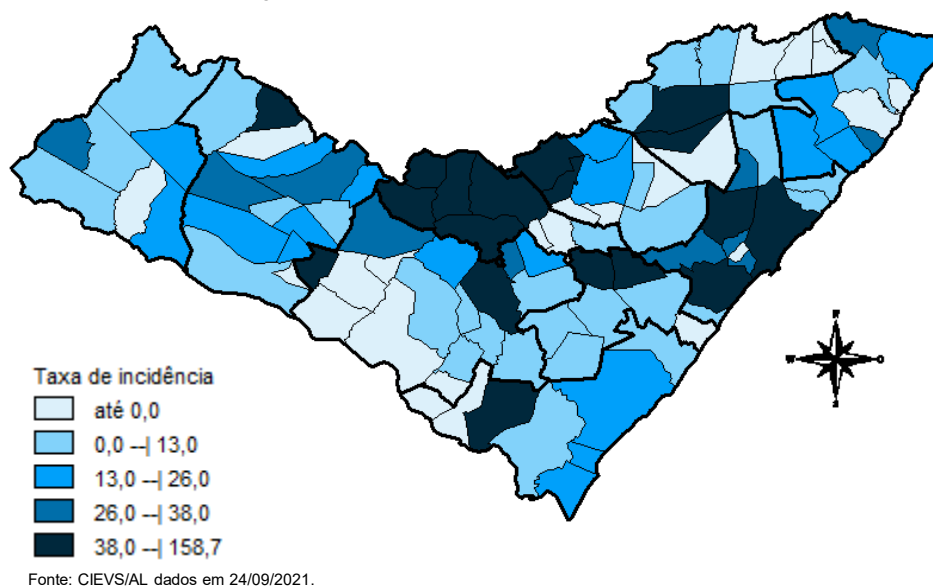 Taxa de incidência
até 0,0
0,0 --| 13,0
13,0 --| 26,0
26,0 --| 38,0
38,0 --| 158,7
Fonte: CIEVS/AL dados em 24/09/2021.